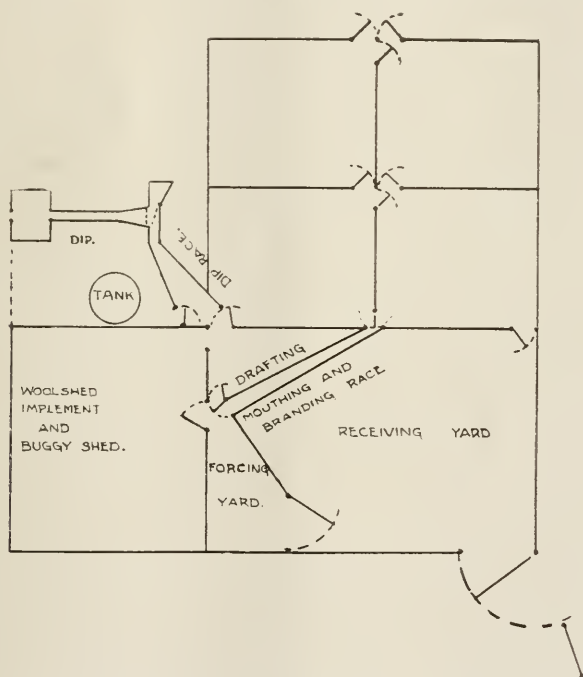 DIP RACE.
DIP.
TANK
DRAFTING
MOUTHING AND
BRANDING RACE
WOOLSHED
IMPLEMENT
AND
BUGGY SHED.
RECEIVING YARD
FORCING
YARD.